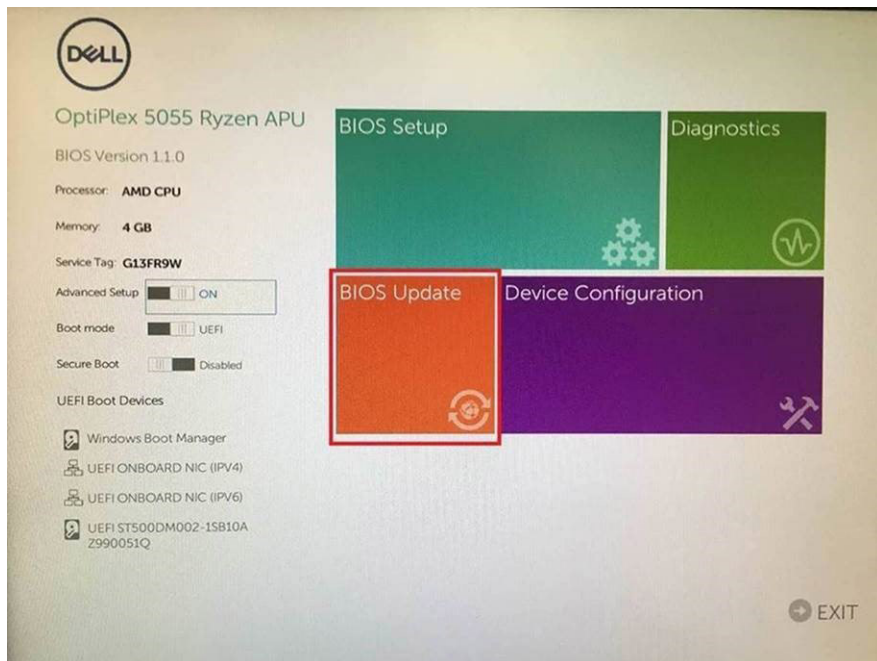 DELL
OptiPlex 5055 Ryzen APU
BIOS Version 1.1.0
Processor: AMD CPU
Memory: 4 GB
Service Tag: G13FR9W
Advanced Setup ON
Boot mode UEFI
Secure Boot Disabled
UEFI Boot Devices
Windows Boot Manager
UEFI ONBOARD NIC (IPV4)
UEFI ONBOARD NIC (IPV6)
UEFI ST500DM002-1SB10A
Z990051Q
BIOS Setup
Diagnostics
BIOS Update
Device Configuration
EXIT